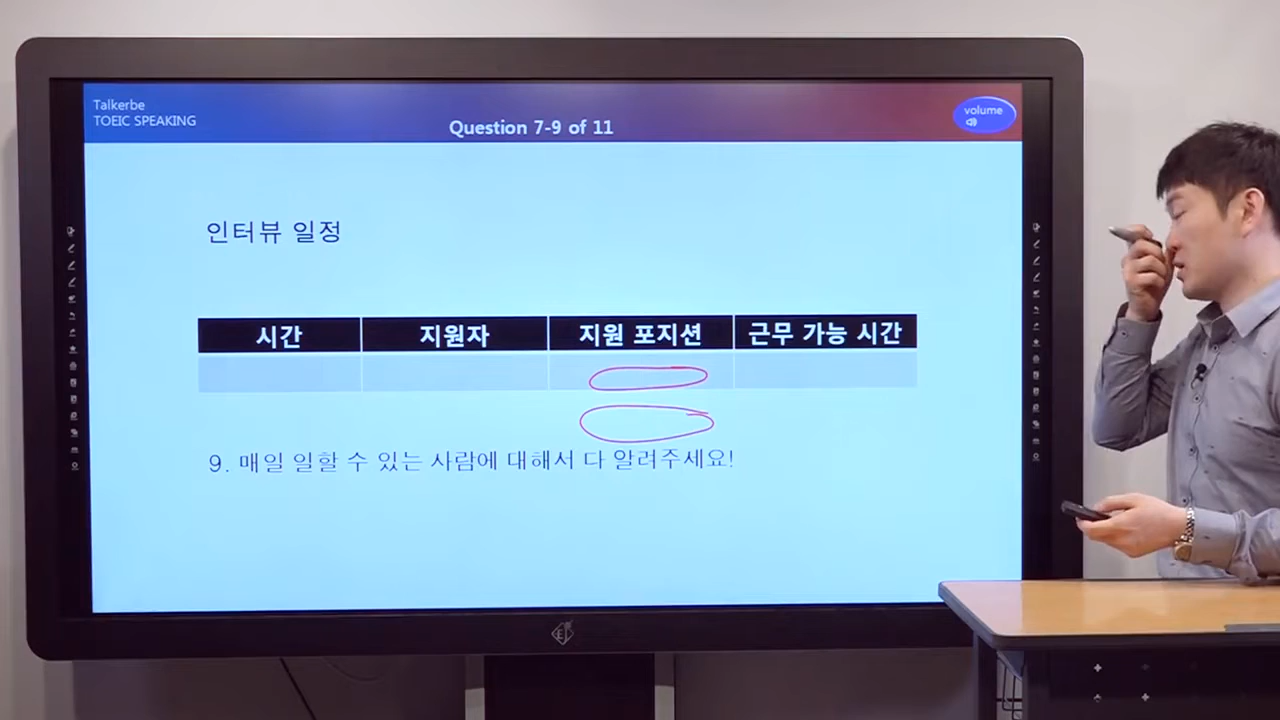 Talkerbe
TOEIC SPEAKING
Question 7-9 of 11
volume
인터뷰 일정
시간 지원자 지원 포지션 근무 가능 시간
9. 매일 일할 수 있는 사람에 대해서 다 알려주세요!